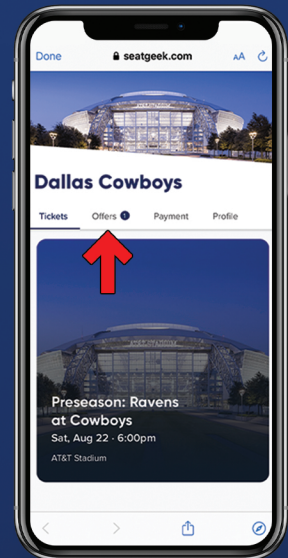 Done
seatgeek.com
AA
Dallas Cowboys
Tickets
Offers 1
Payment
Profile
Preseason: Ravens
at Cowboys
Sat, Aug 22 · 6:00pm
AT&T Stadium